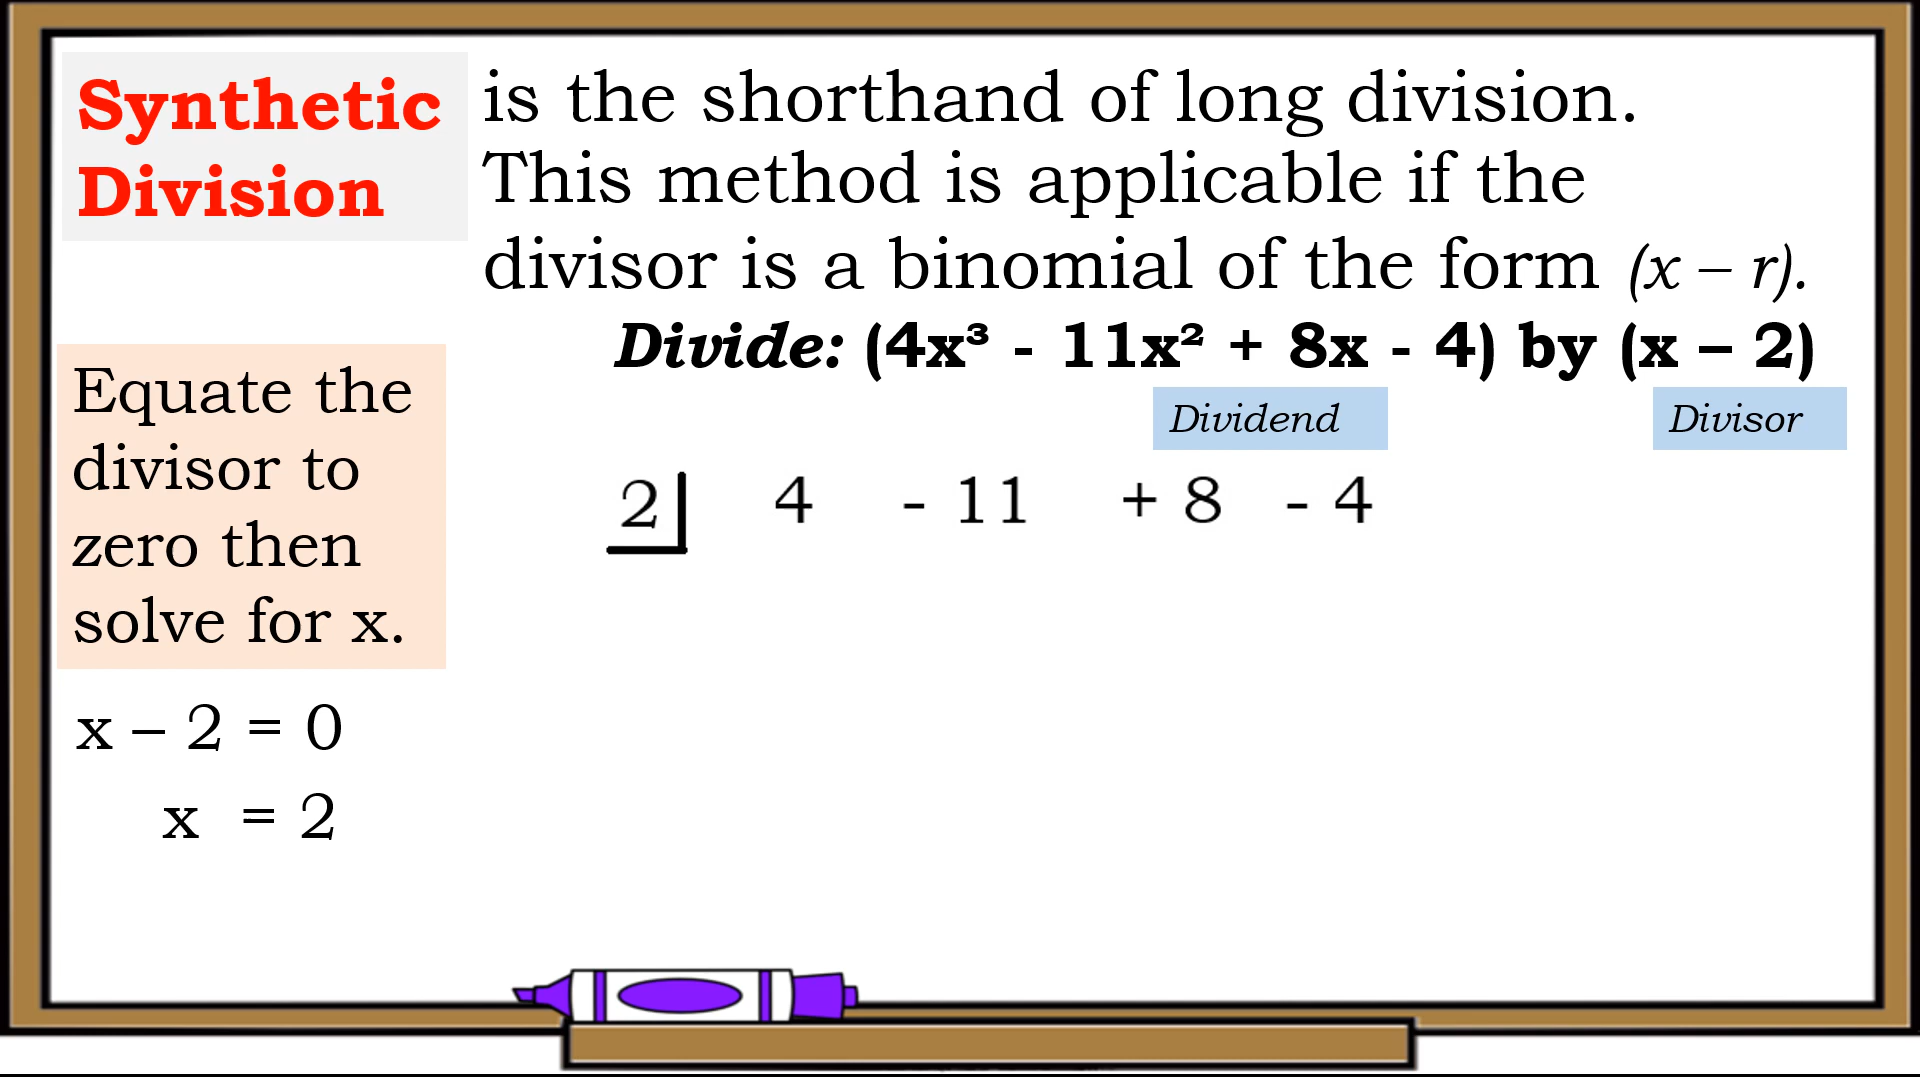 Synthetic
Division
is the shorthand of long division.
This method is applicable if the
divisor is a binomial of the form (x – r).
Divide: (4x³ - 11x² + 8x - 4) by (x – 2)
Dividend
Divisor
Equate the
divisor to
zero then
solve for x.
x – 2 = 0
x = 2
2 4 - 11 + 8 - 4